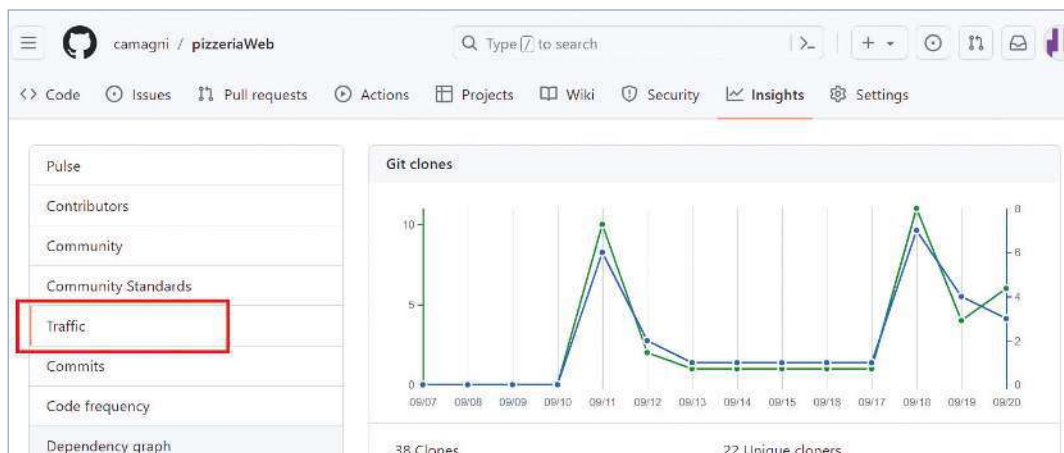 camagni / pizzeriaWeb
Type / to search
Code Issues Pull requests Actions Projects Wiki Security Insights Settings
Pulse
Contributors
Community
Community Standards
Traffic
Commits
Code frequency
Dependency graph
Git clones
10
5
0
8
6
4
2
0
09/07 09/08 09/09 09/10 09/11 09/12 09/13 09/14 09/15 09/16 09/17 09/18 09/19 09/20
38 Clones
22 Unique cloners